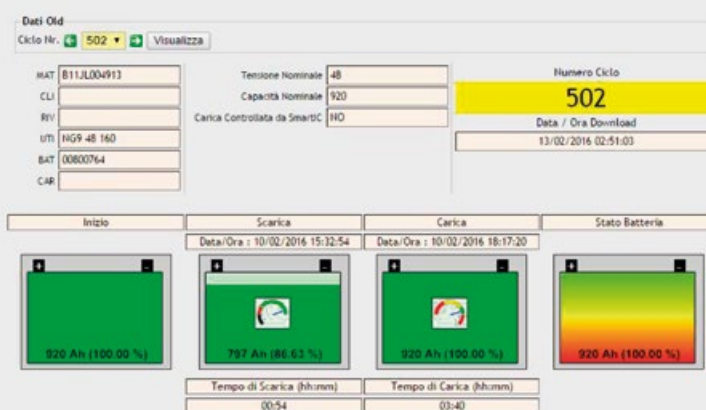 Dati Old
Ciclo Nr. 502 Visualizza
MAT B11JL004913
CLI
RIV
UTI NG9 48 160
BAT 00800764
CAR
Tensione Nominale 48
Capacità Nominale 920
Carica Controllata da SmartIC NO
Numero Ciclo
502
Data / Ora Download
13/02/2016 02:51:03
Inizio Scarica Carica Stato Batteria
Data/Ora : 10/02/2016 15:32:54 Data/Ora : 10/02/2016 18:17:20
+ - + - + - + -
920 Ah (100.00 %) 797 Ah (86.63 %) 920 Ah (100.00 %) 920 Ah (100.00 %)
Tempo di Scarica (hh:mm) Tempo di Carica (hh:mm)
00:54 03:40